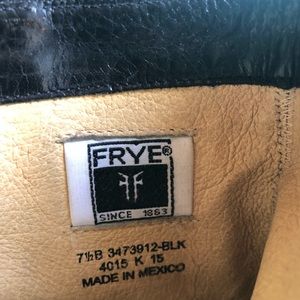 FRYE®
SINCE 1863
7½B 3473912-BLK
4015 K 15
MADE IN MEXICO